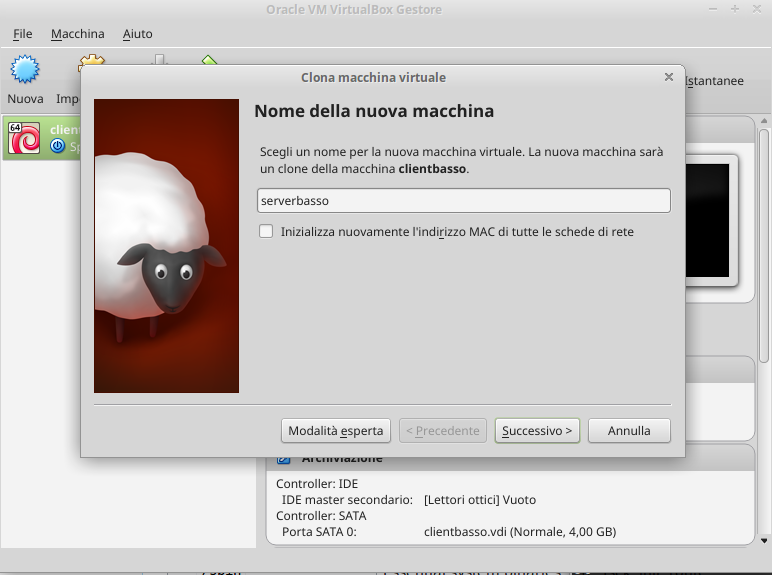 Oracle VM VirtualBox Gestore
File Macchina Aiuto
Nuova
Istantanee
64
Clona macchina virtuale
Nome della nuova macchina
Scegli un nome per la nuova macchina virtuale. La nuova macchina sarà
un clone della macchina clientbasso.
serverbasso
Inizializza nuovamente l'indirizzo MAC di tutte le schede di rete
Modalità esperta < Precedente Successivo > Annulla
Archiviazione
Controller: IDE
IDE master secondario: [Lettori ottici] Vuoto
Controller: SATA
Porta SATA 0: clientbasso.vdi (Normale, 4,00 GB)